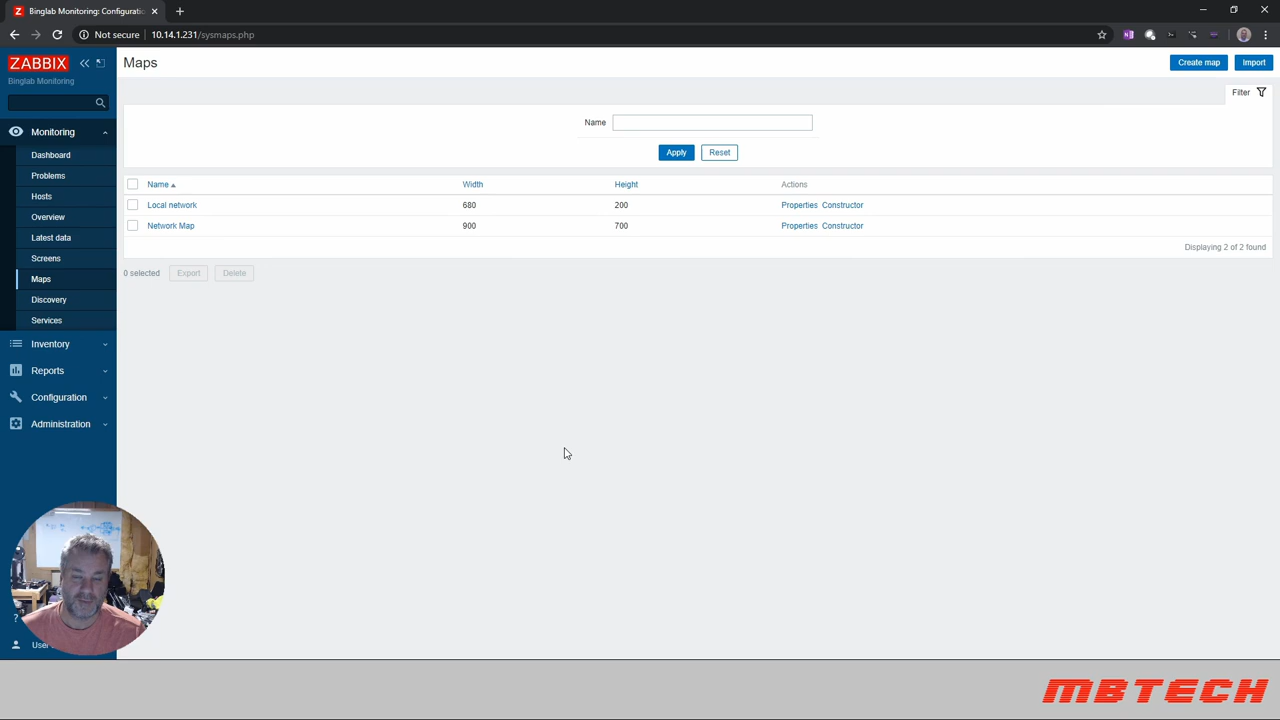 Binglab Monitoring: Configuratio
Not secure 10.14.1.231/sysmaps.php
ZABBIX
Binglab Monitoring
Monitoring
Dashboard
Problems
Hosts
Overview
Latest data
Screens
Maps
Discovery
Services
Inventory
Reports
Configuration
Administration
?
User
Maps
Create map Import
Filter
Name
Apply Reset
Name Width Height Actions
Local network 680 200 Properties Constructor
Network Map 900 700 Properties Constructor
Displaying 2 of 2 found
0 selected Export Delete
MBTECH